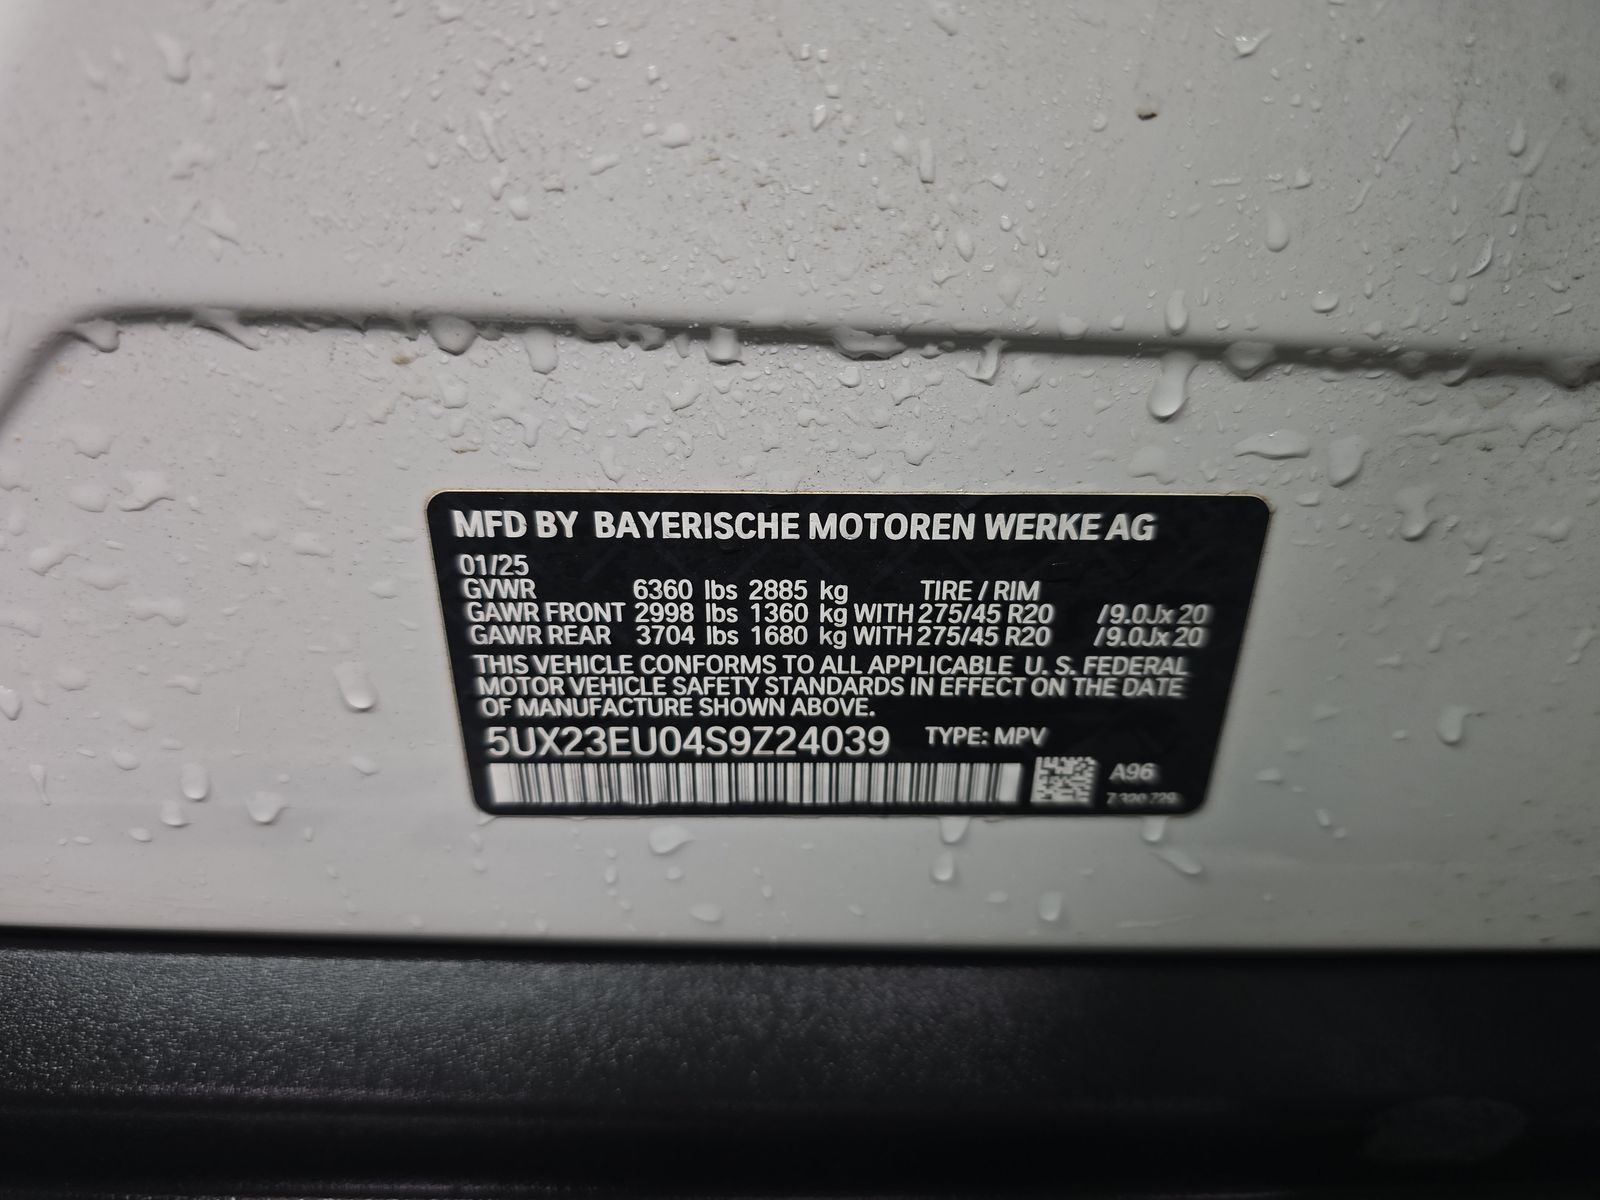 MFD BY BAYERISCHE MOTOREN WERKE AG
01/25
GVWR 6360 lbs 2885 kg TIRE / RIM
GAWR FRONT 2998 lbs 1360 kg WITH 275/45 R20 /9.0Jx20
GAWR REAR 3704 lbs 1680 kg WITH 275/45 R20 /9.0Jx20
THIS VEHICLE CONFORMS TO ALL APPLICABLE U. S. FEDERAL
MOTOR VEHICLE SAFETY STANDARDS IN EFFECT ON THE DATE
OF MANUFACTURE SHOWN ABOVE.
5UX23EU04S9Z24039 TYPE: MPV
A96